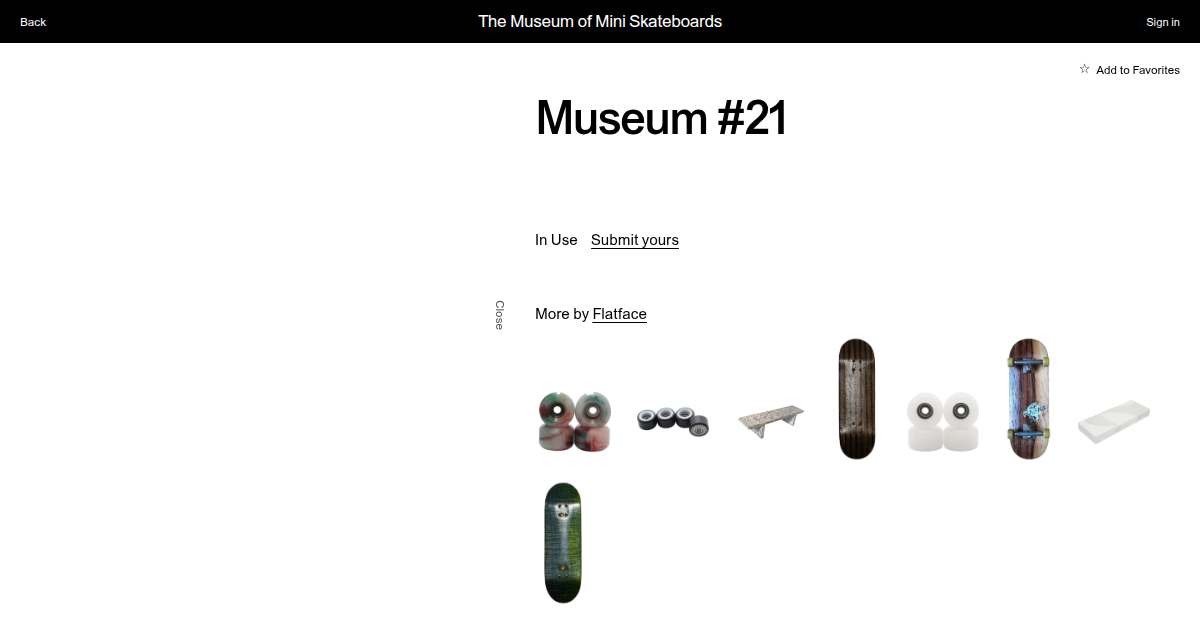 Back
The Museum of Mini Skateboards
Sign in
☆ Add to Favorites
Museum #21
In Use Submit yours
Close
More by Flatface